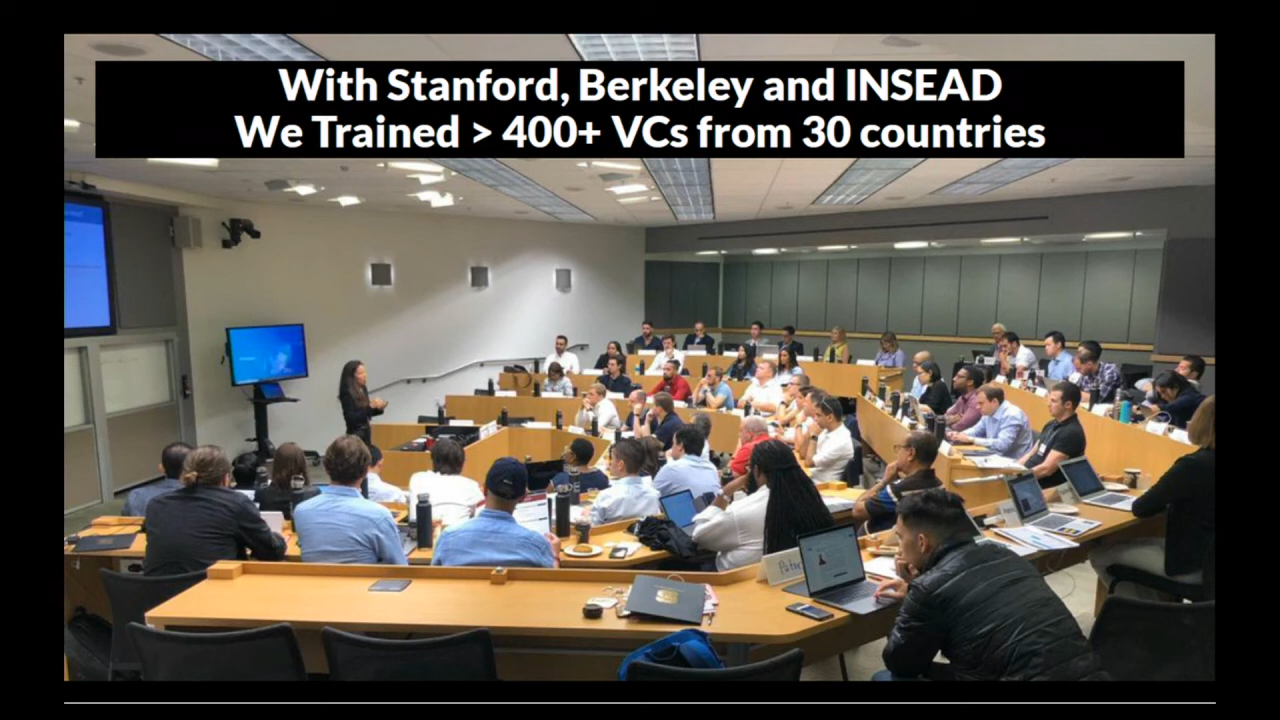 With Stanford, Berkeley and INSEAD
We Trained > 400+ VCs from 30 countries